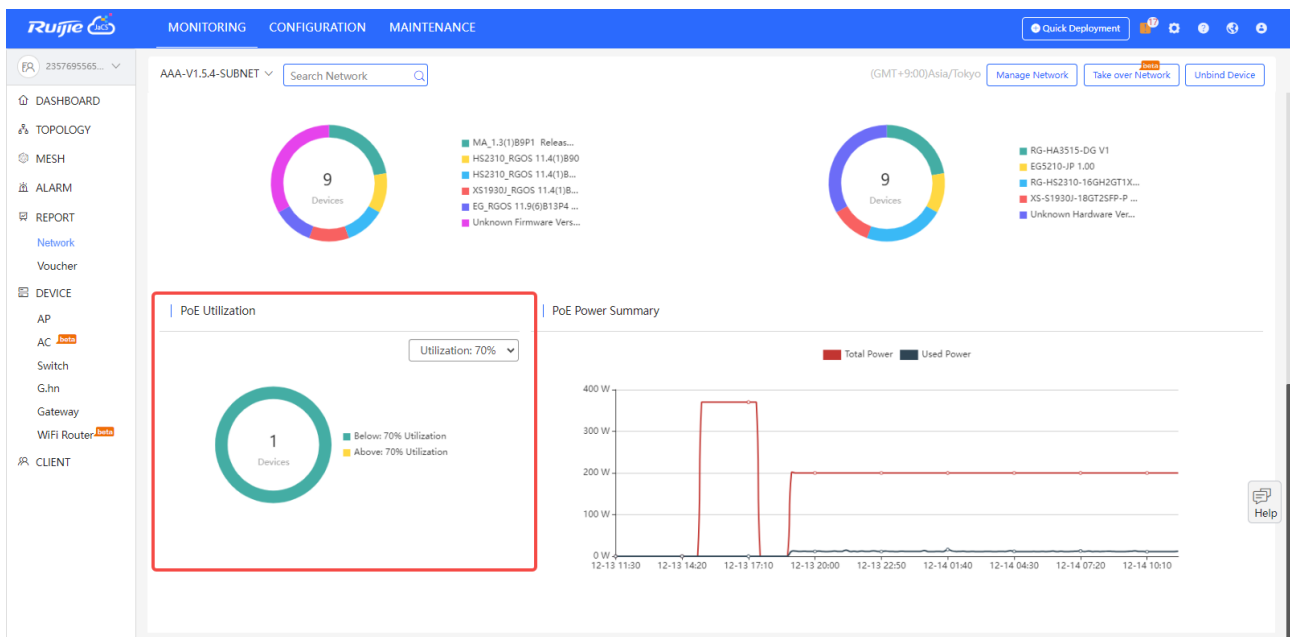 Ruijie JaCS MONITORING CONFIGURATION MAINTENANCE Quick Deployment 17
2357695565...
AAA-V1.5.4-SUBNET Search Network (GMT+9:00)Asia/Tokyo Manage Network Take over Network beta Unbind Device
DASHBOARD
TOPOLOGY
MESH
ALARM
REPORT
Network
Voucher
DEVICE
AP
AC beta
Switch
G.hn
Gateway
WiFi Router beta
CLIENT
9
Devices
MA_1.3(1)B9P1 Releas...
HS2310_RGOS 11.4(1)B90
HS2310_RGOS 11.4(1)B...
XS1930J_RGOS 11.4(1)B...
EG_RGOS 11.9(6)B13P4 ...
Unknown Firmware Vers...
9
Devices
RG-HA3515-DG V1
EG5210-JP 1.00
RG-HS2310-16GH2GT1X...
XS-S1930J-18GT2SFP-P ...
Unknown Hardware Ver...
PoE Utilization
Utilization: 70%
1
Devices
Below: 70% Utilization
Above: 70% Utilization
PoE Power Summary
Total Power Used Power
400 W
300 W
200 W
100 W
0 W
12-13 11:30 12-13 14:20 12-13 17:10 12-13 20:00 12-13 22:50 12-14 01:40 12-14 04:30 12-14 07:20 12-14 10:10
Help